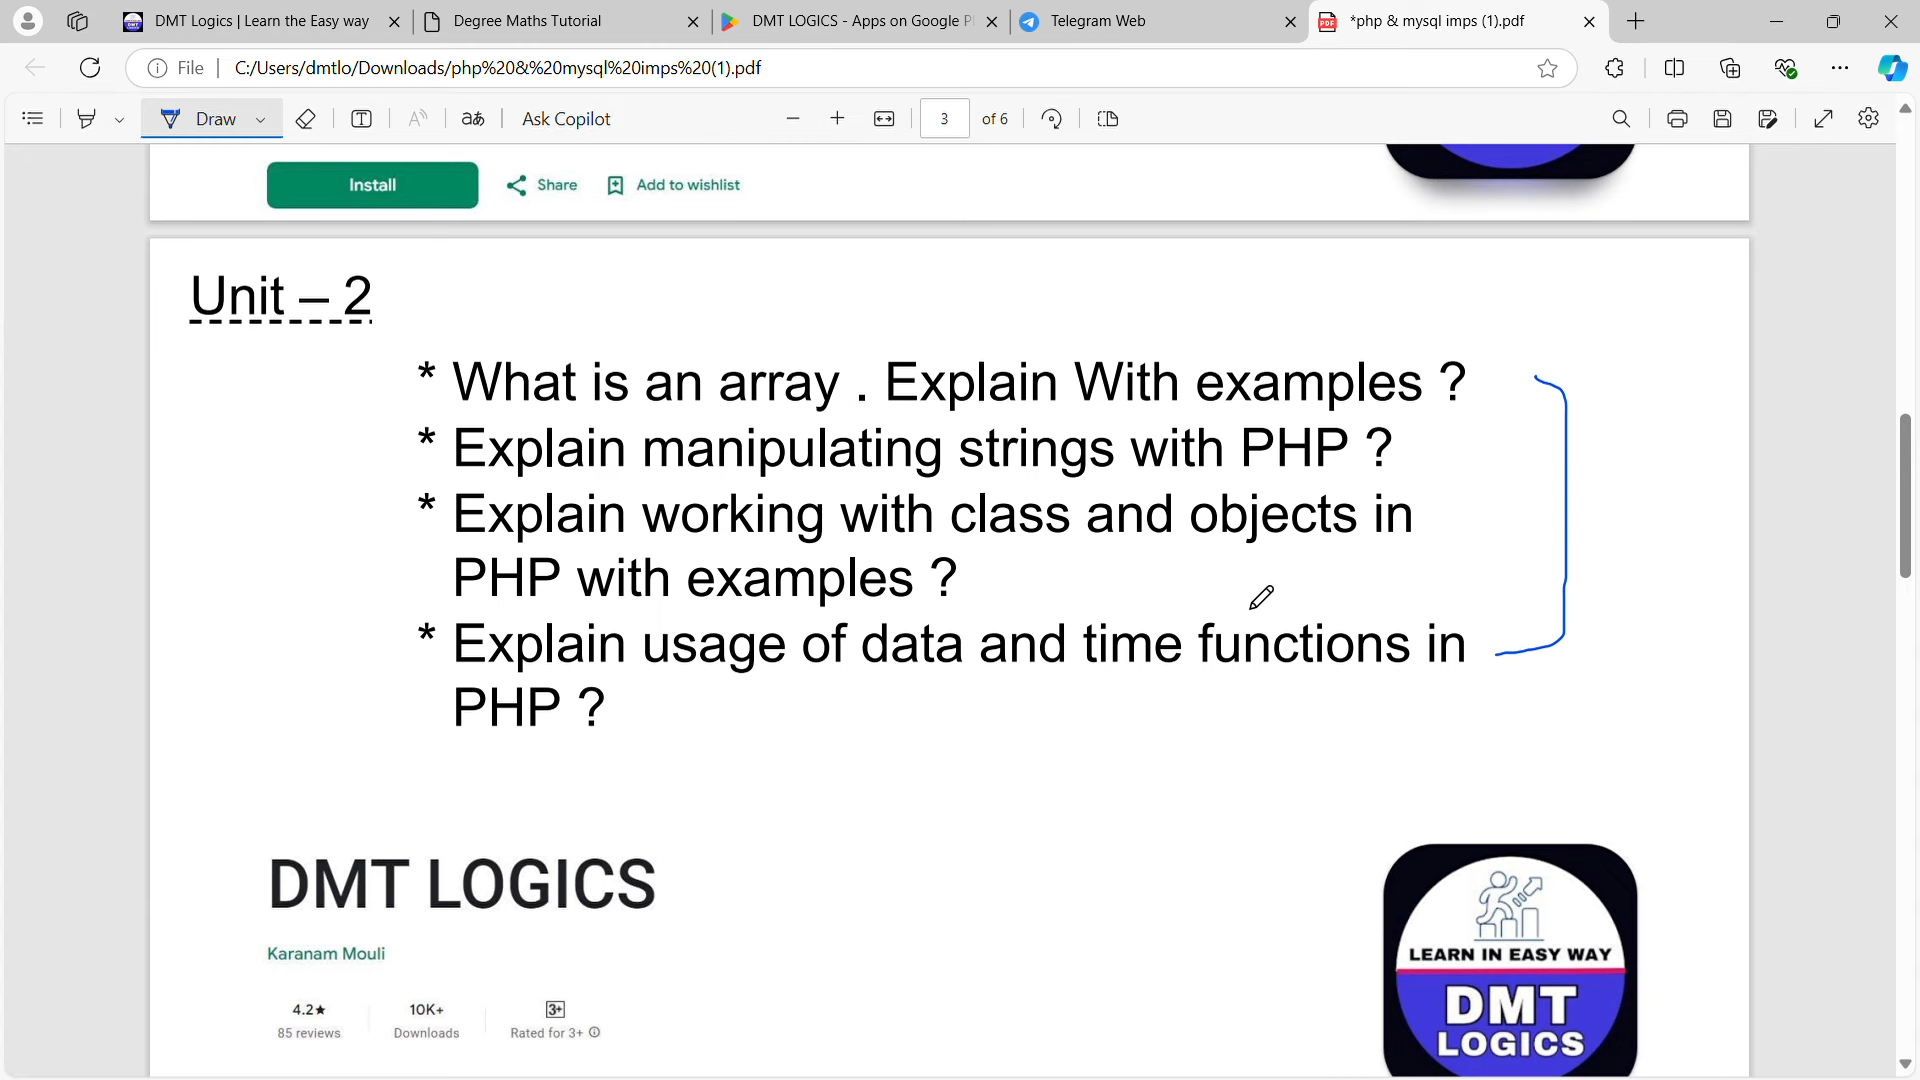 DMT Logics | Learn the Easy way
Degree Maths Tutorial
DMT LOGICS - Apps on Google P
Telegram Web
*php & mysql imps (1).pdf
File
C:/Users/dmtlo/Downloads/php%20&%20mysql%20imps%20(1).pdf
Draw
aあ
Ask Copilot
3
of 6
Install
Share
Add to wishlist
Unit – 2
* What is an array . Explain With examples ?
* Explain manipulating strings with PHP ?
* Explain working with class and objects in
PHP with examples ?
* Explain usage of data and time functions in
PHP ?
DMT LOGICS
Karanam Mouli
4.2★
85 reviews
10K+
Downloads
3+
Rated for 3+
LEARN IN EASY WAY
DMT
LOGICS